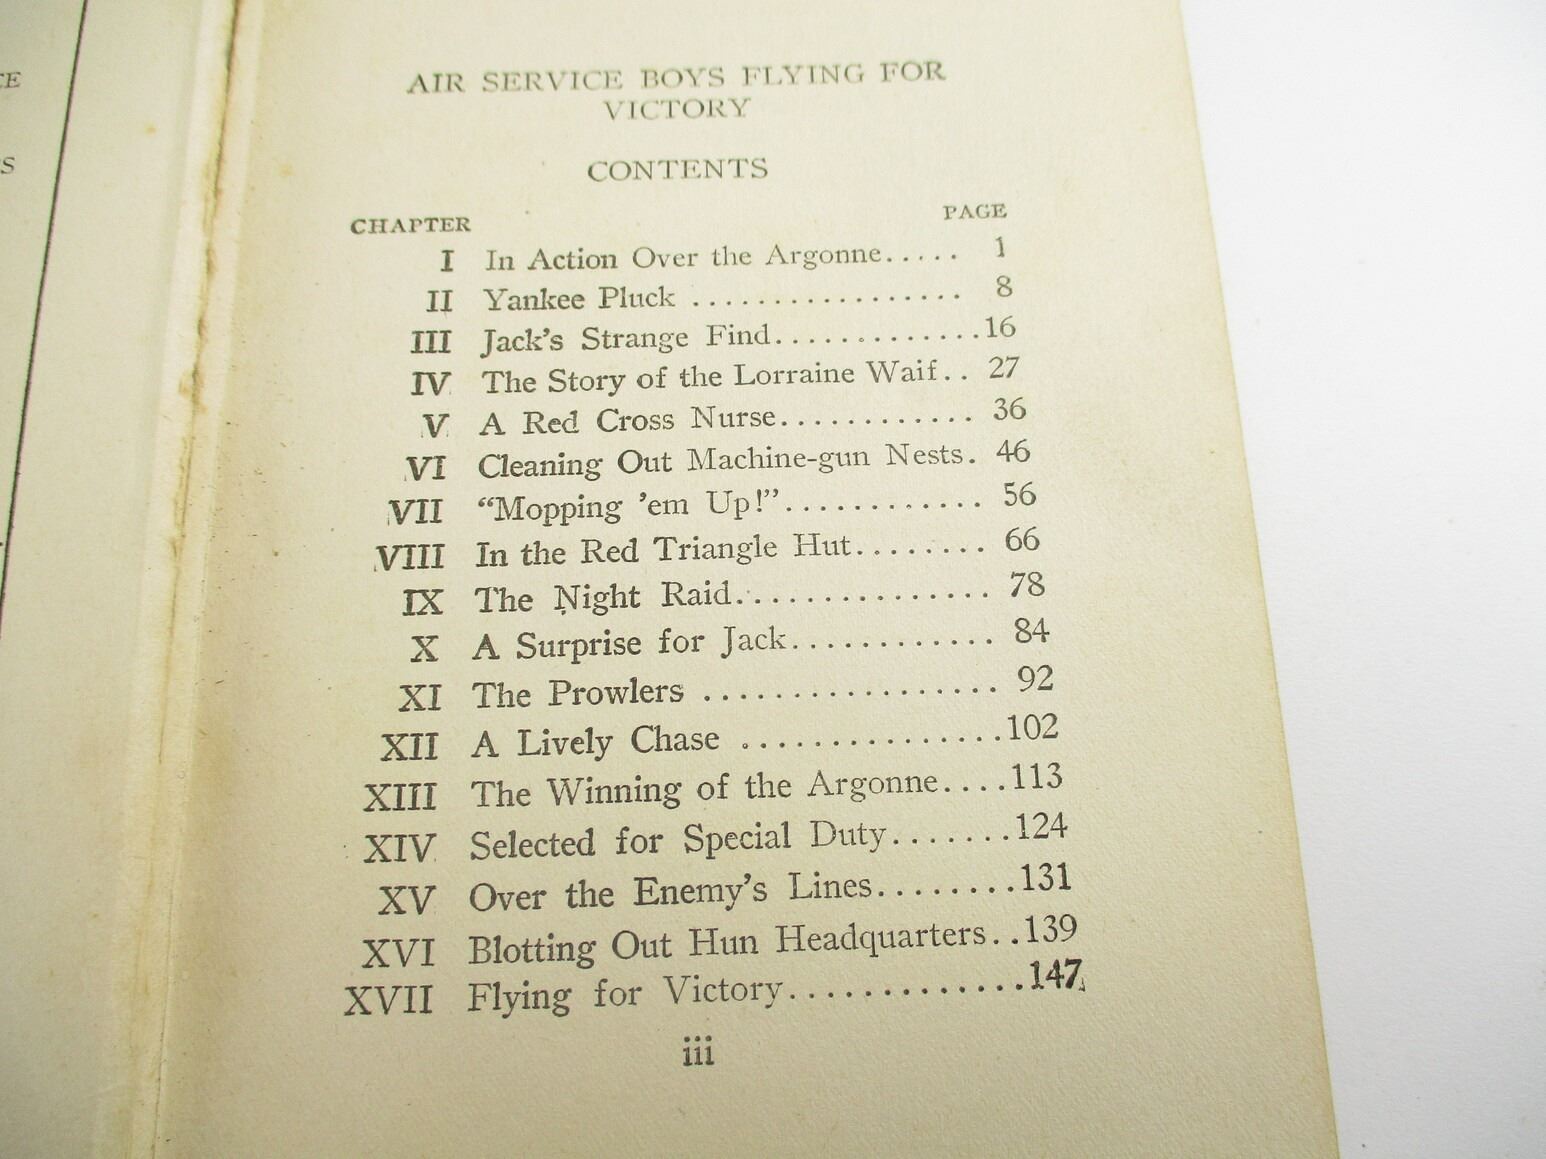 AIR SERVICE BOYS FLYING FOR
VICTORY
CONTENTS
CHAPTER PAGE
I In Action Over the Argonne..... 1
II Yankee Pluck ................. 8
III Jack's Strange Find.............16
IV The Story of the Lorraine Waif.. 27
V A Red Cross Nurse............ 36
VI Cleaning Out Machine-gun Nests. 46
VII “Mopping ’em Up!”............ 56
VIII In the Red Triangle Hut........ 66
IX The Night Raid............... 78
X A Surprise for Jack............ 84
XI The Prowlers ................. 92
XII A Lively Chase ...............102
XIII The Winning of the Argonne....113
XIV Selected for Special Duty.......124
XV Over the Enemy's Lines........131
XVI Blotting Out Hun Headquarters..139
XVII Flying for Victory.............147
iii